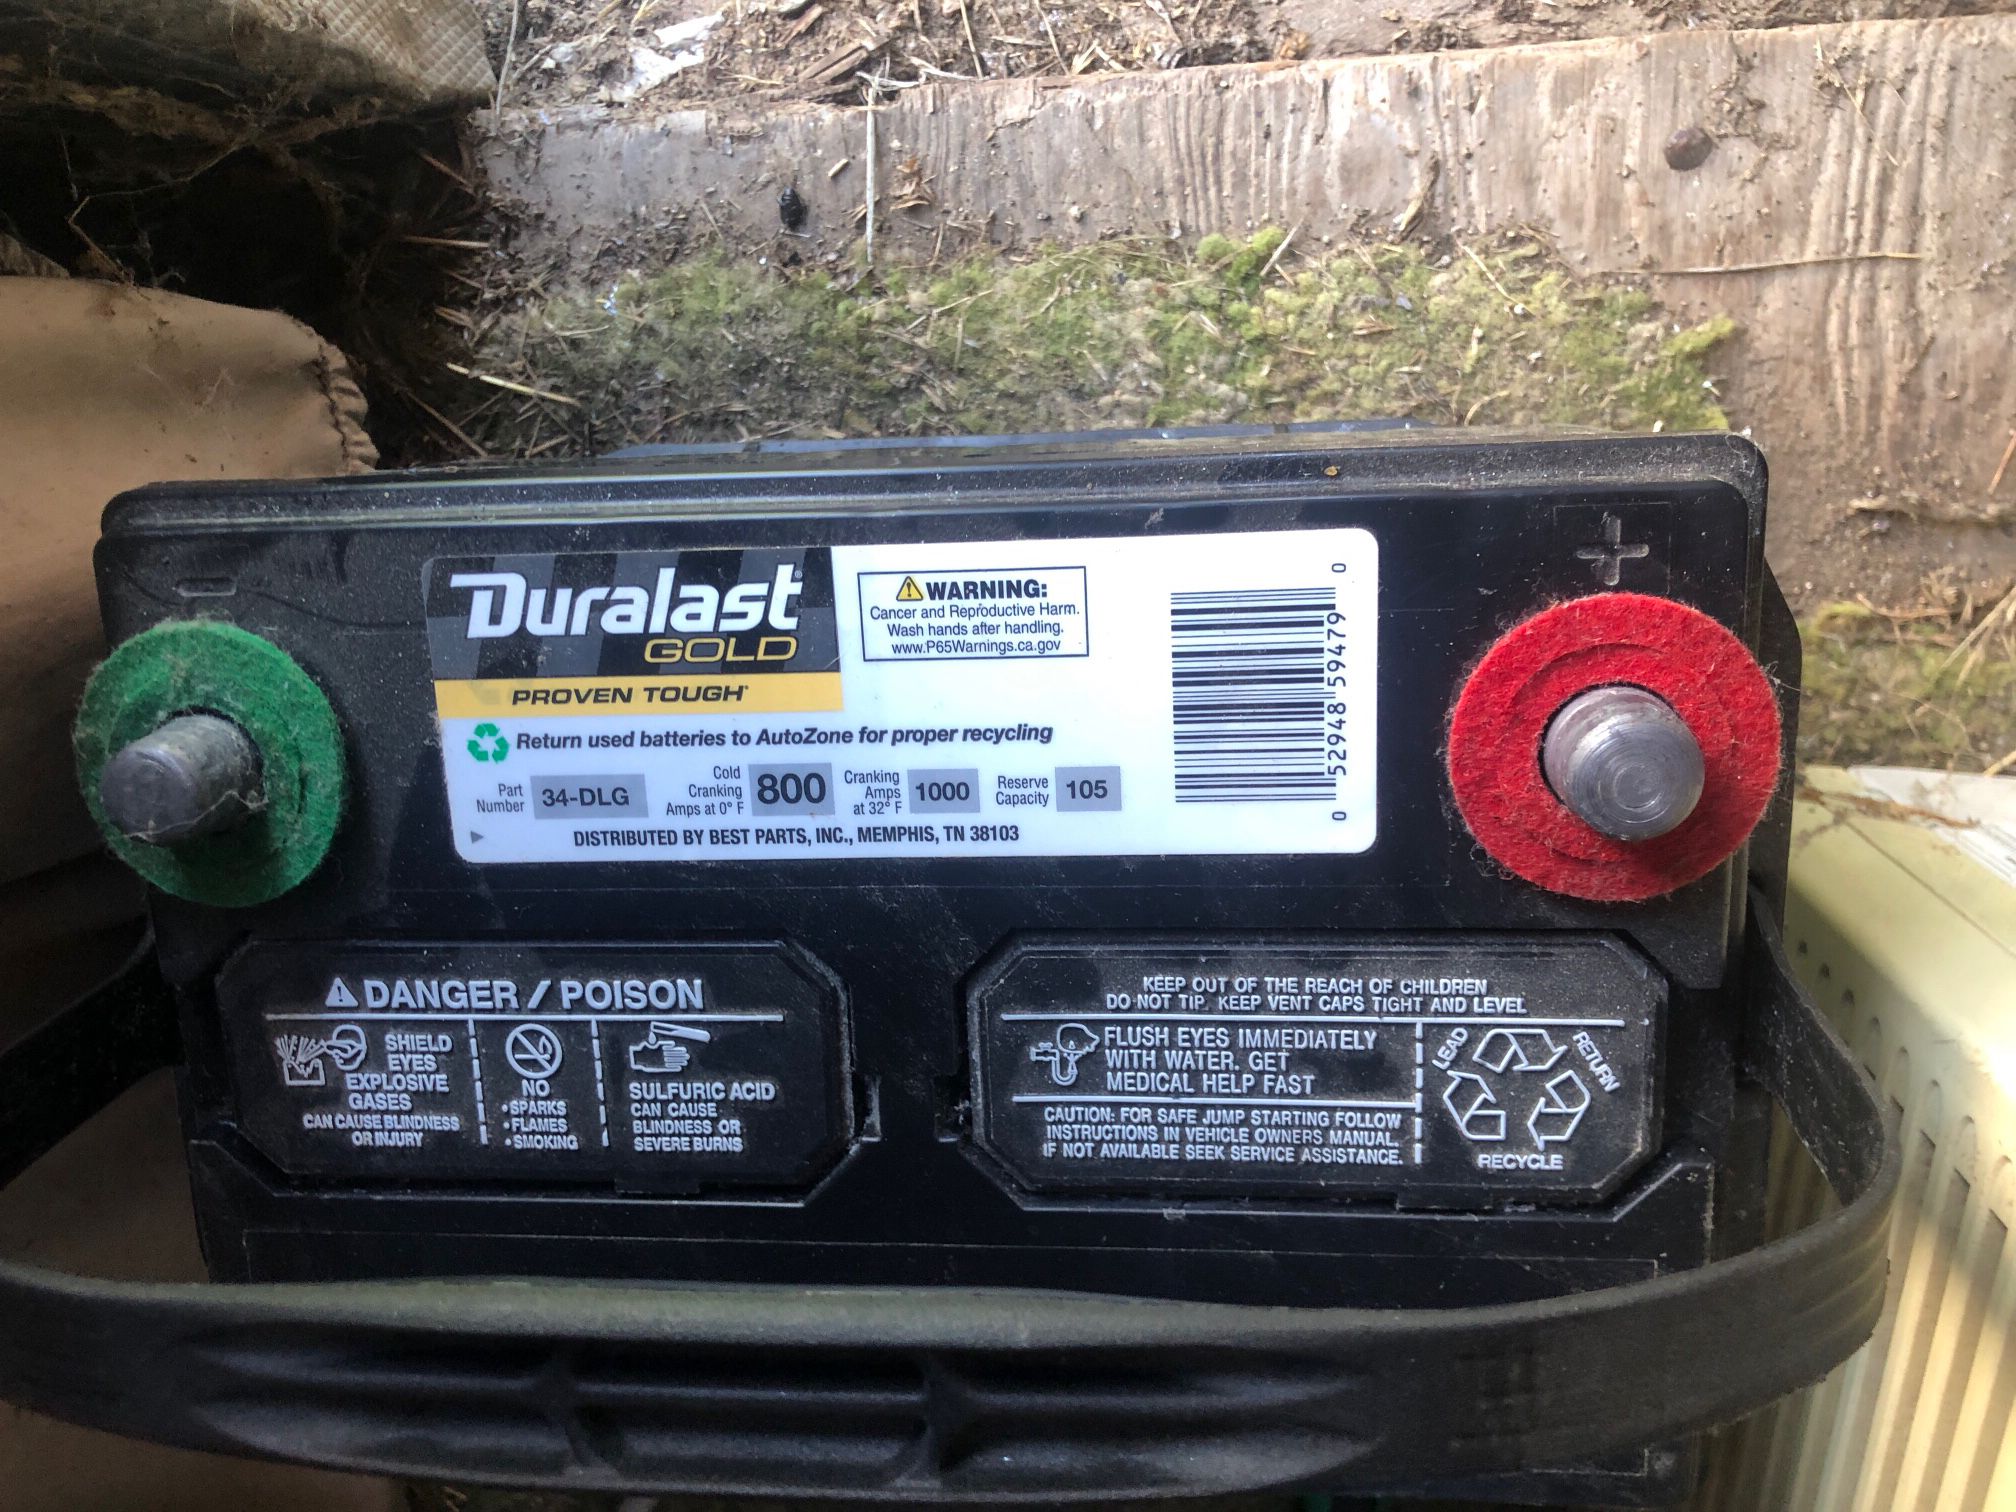 − +
Duralast®
GOLD
PROVEN TOUGH®
⚠ WARNING:
Cancer and Reproductive Harm.
Wash hands after handling.
www.P65Warnings.ca.gov
Return used batteries to AutoZone for proper recycling
Part Number 34-DLG
Cold Cranking Amps at 0° F 800
Cranking Amps at 32° F 1000
Reserve Capacity 105
DISTRIBUTED BY BEST PARTS, INC., MEMPHIS, TN 38103
0 52948 59479 0
⚠ DANGER / POISON
SHIELD
EYES
EXPLOSIVE
GASES
CAN CAUSE BLINDNESS
OR INJURY
NO
• SPARKS
• FLAMES
• SMOKING
SULFURIC ACID
CAN CAUSE
BLINDNESS OR
SEVERE BURNS
KEEP OUT OF THE REACH OF CHILDREN
DO NOT TIP. KEEP VENT CAPS TIGHT AND LEVEL
FLUSH EYES IMMEDIATELY
WITH WATER. GET
MEDICAL HELP FAST
CAUTION: FOR SAFE JUMP STARTING FOLLOW
INSTRUCTIONS IN VEHICLE OWNERS MANUAL.
IF NOT AVAILABLE SEEK SERVICE ASSISTANCE.
LEAD
RETURN
RECYCLE